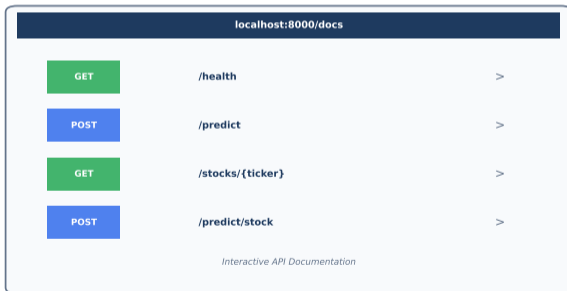 localhost:8000/docs
GET /health >
POST /predict >
GET /stocks/{ticker} >
POST /predict/stock >
Interactive API Documentation